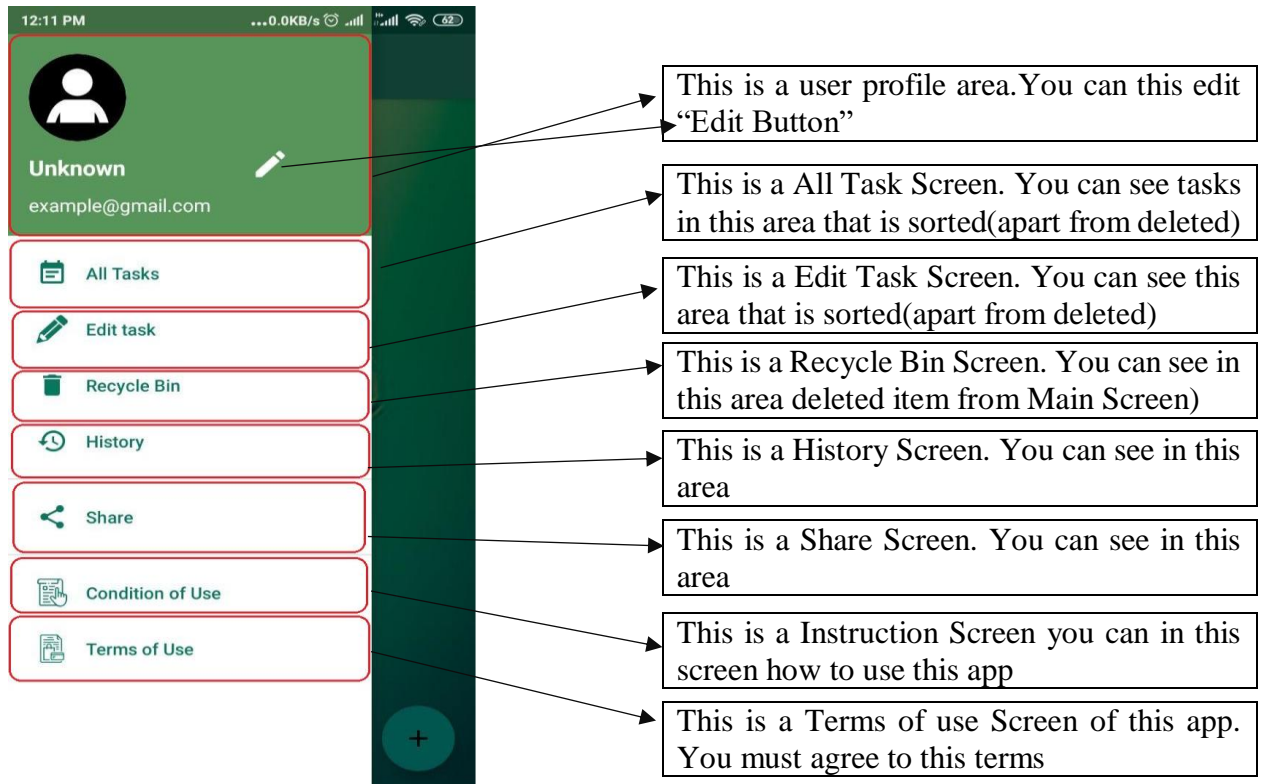 12:11 PM ...0.0KB/s 62
Unknown
example@gmail.com
All Tasks
Edit task
Recycle Bin
History
Share
Condition of Use
Terms of Use
This is a user profile area.You can this edit
“Edit Button”
This is a All Task Screen. You can see tasks
in this area that is sorted(apart from deleted)
This is a Edit Task Screen. You can see this
area that is sorted(apart from deleted)
This is a Recycle Bin Screen. You can see in
this area deleted item from Main Screen)
This is a History Screen. You can see in this
area
This is a Share Screen. You can see in this
area
This is a Instruction Screen you can in this
screen how to use this app
This is a Terms of use Screen of this app.
You must agree to this terms